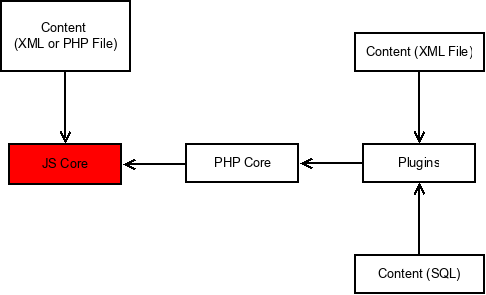 Content
(XML or PHP File)
Content (XML File)
JS Core
PHP Core
Plugins
Content (SQL)